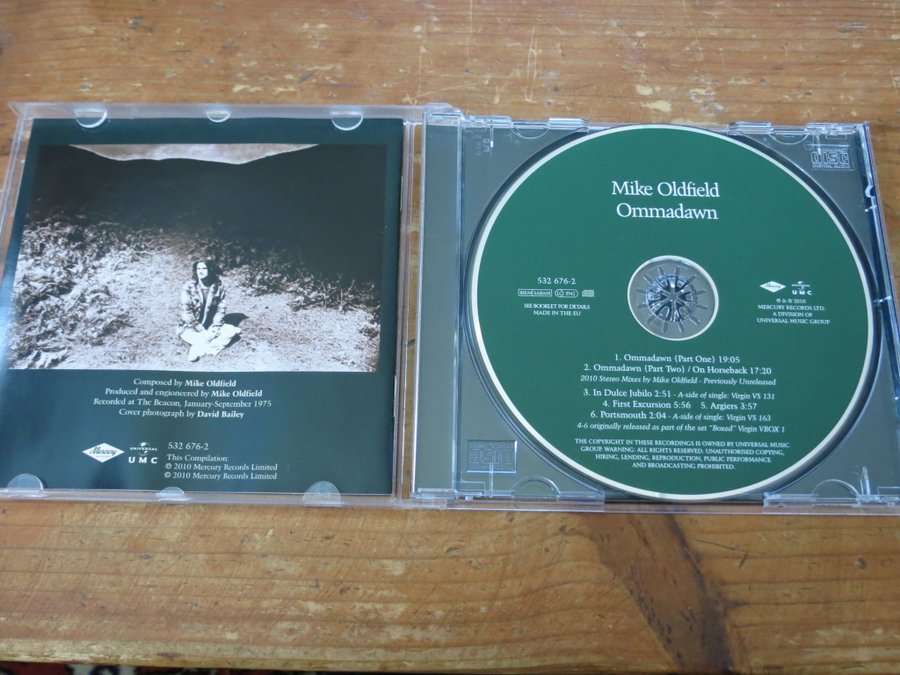 Composed by Mike Oldfield
Produced and engioneered by Mike Oldfield
Recorded at The Beacon, January-September 1975
Cover photograph by David Bailey
Mercury
UNIVERSAL
UMC
532 676-2
This Compilation:
℗ 2010 Mercury Records Limited
© 2010 Mercury Records Limited
Mike Oldfield
Ommadawn
532 676-2
BIEM SABAM
SEE BOOKLET FOR DETAILS
MADE IN THE EU
UNIVERSAL
UMC
℗ & © 2010
MERCURY RECORDS LTD.
A DIVISION OF
UNIVERSAL MUSIC GROUP
1. Ommadawn {Part One} 19:05
2. Ommadawn {Part Two} / On Horseback 17:20
2010 Stereo Mixes by Mike Oldfield - Previously Unreleased
3. In Dulce Jubilo 2:51 - A-side of single: Virgin VS 131
4. First Excursion 5:56 5. Argiers 3:57
6. Portsmouth 2:04 - A-side of single: Virgin VS 163
4-6 originally released as part of the set "Boxed" Virgin VBOX 1
THE COPYRIGHT IN THESE RECORDINGS IS OWNED BY UNIVERSAL MUSIC
GROUP WARNING: ALL RIGHTS RESERVED. UNAUTHORISED COPYING,
HIRING, LENDING, REPRODUCTION, PUBLIC PERFORMANCE
AND BROADCASTING PROHIBITED.